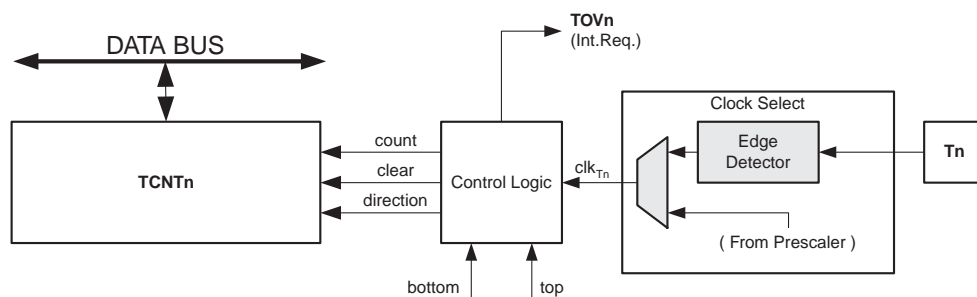 TOVn
(Int.Req.)
DATA BUS
Clock Select
count
Edge
Detector
Tn
TCNTn
clear
Control Logic
clkTn
direction
( From Prescaler )
bottom
top